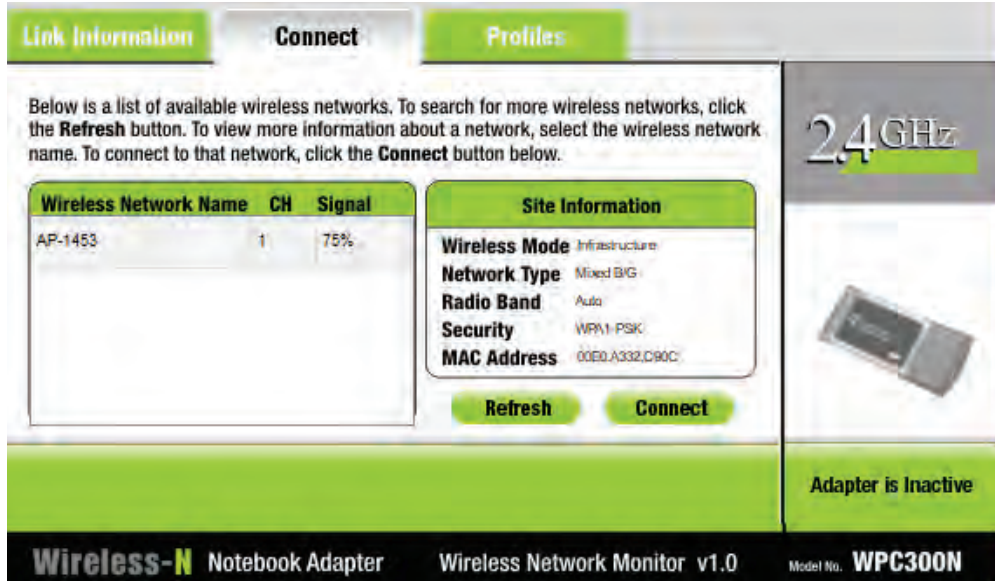 Link Information
Connect
Profiles
Below is a list of available wireless networks. To search for more wireless networks, click
the Refresh button. To view more information about a network, select the wireless network
name. To connect to that network, click the Connect button below.
2.4GHz
Wireless Network Name CH Signal
AP-1453 1 75%
Site Information
Wireless Mode Infrastructure
Network Type Mixed B/G
Radio Band Auto
Security WPA1-PSK
MAC Address 00E0.A332.C90C
Refresh
Connect
Adapter is Inactive
Wireless-N Notebook Adapter Wireless Network Monitor v1.0 Model No. WPC300N